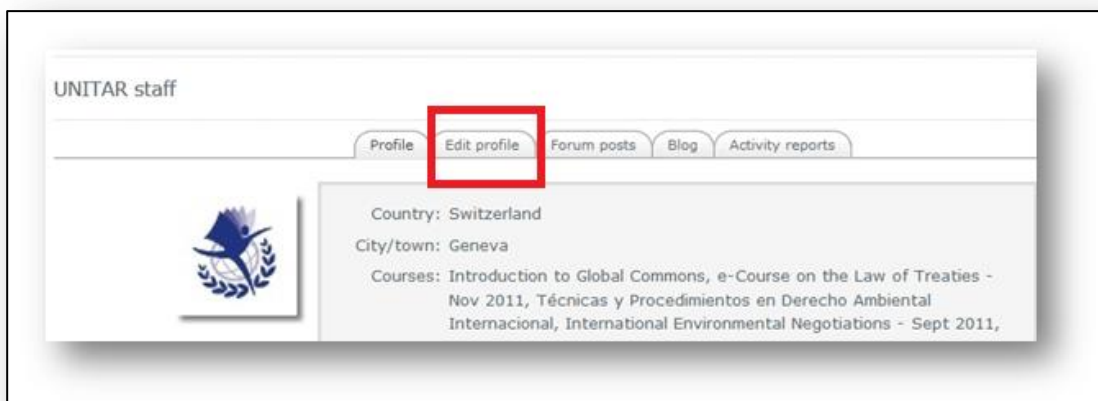 UNITAR staff
Profile Edit profile Forum posts Blog Activity reports
Country: Switzerland
City/town: Geneva
Courses: Introduction to Global Commons, e-Course on the Law of Treaties -
Nov 2011, Técnicas y Procedimientos en Derecho Ambiental
Internacional, International Environmental Negotiations - Sept 2011,